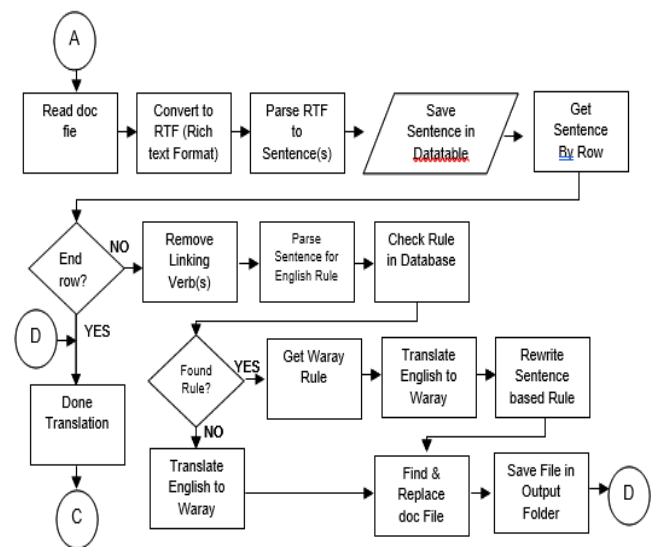 A
Read doc
fie
Convert to
RTF (Rich
text Format)
Parse RTF
to
Sentence(s)
Save
Sentence in
Datatable
Get
Sentence
By Row
End
row?
NO
Remove
Linking
Verb(s)
Parse
Sentence for
English Rule
Check Rule
in Database
D
YES
Found
Rule?
YES
Get Waray
Rule
Translate
English to
Waray
Rewrite
Sentence
based Rule
Done
Translation
NO
Translate
English to
Waray
Find &
Replace
doc File
Save File in
Output
Folder
D
C